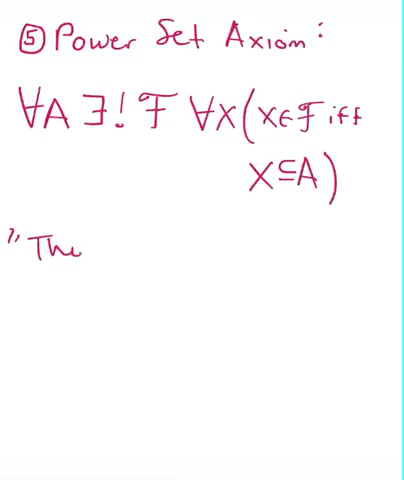 ⑤ Power Set Axiom:
∀A ∃! ℱ ∀X(X∈ℱ iff
X⊆A)
" The